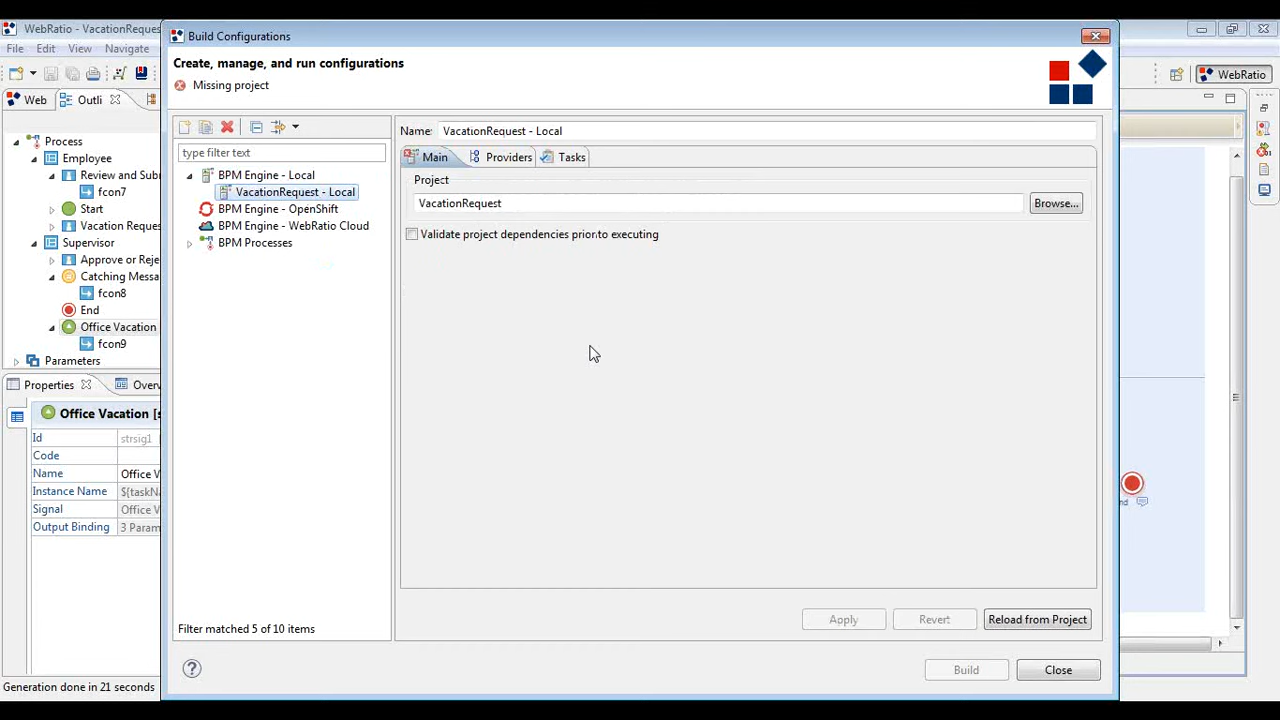 WebRatio - VacationReques
Build Configurations
File Edit View Navigate
Create, manage, and run configurations
Missing project
WebRatio
Web Outli
Name: VacationRequest - Local
type filter text
Main Providers Tasks
Process
Employee
Review and Sub
fcon7
Start
Vacation Reques
Supervisor
Approve or Reje
Catching Messa
fcon8
End
Office Vacation
fcon9
Parameters
BPM Engine - Local
VacationRequest - Local
BPM Engine - OpenShift
BPM Engine - WebRatio Cloud
BPM Processes
Project
VacationRequest
Browse...
Validate project dependencies prior to executing
Properties Overv
Office Vacation [s
Id strsig1
Code
Name Office V
Instance Name ${taskNa
Signal Office V
Output Binding 3 Param
nd
Filter matched 5 of 10 items
Apply Revert Reload from Project
? Build Close
Generation done in 21 seconds